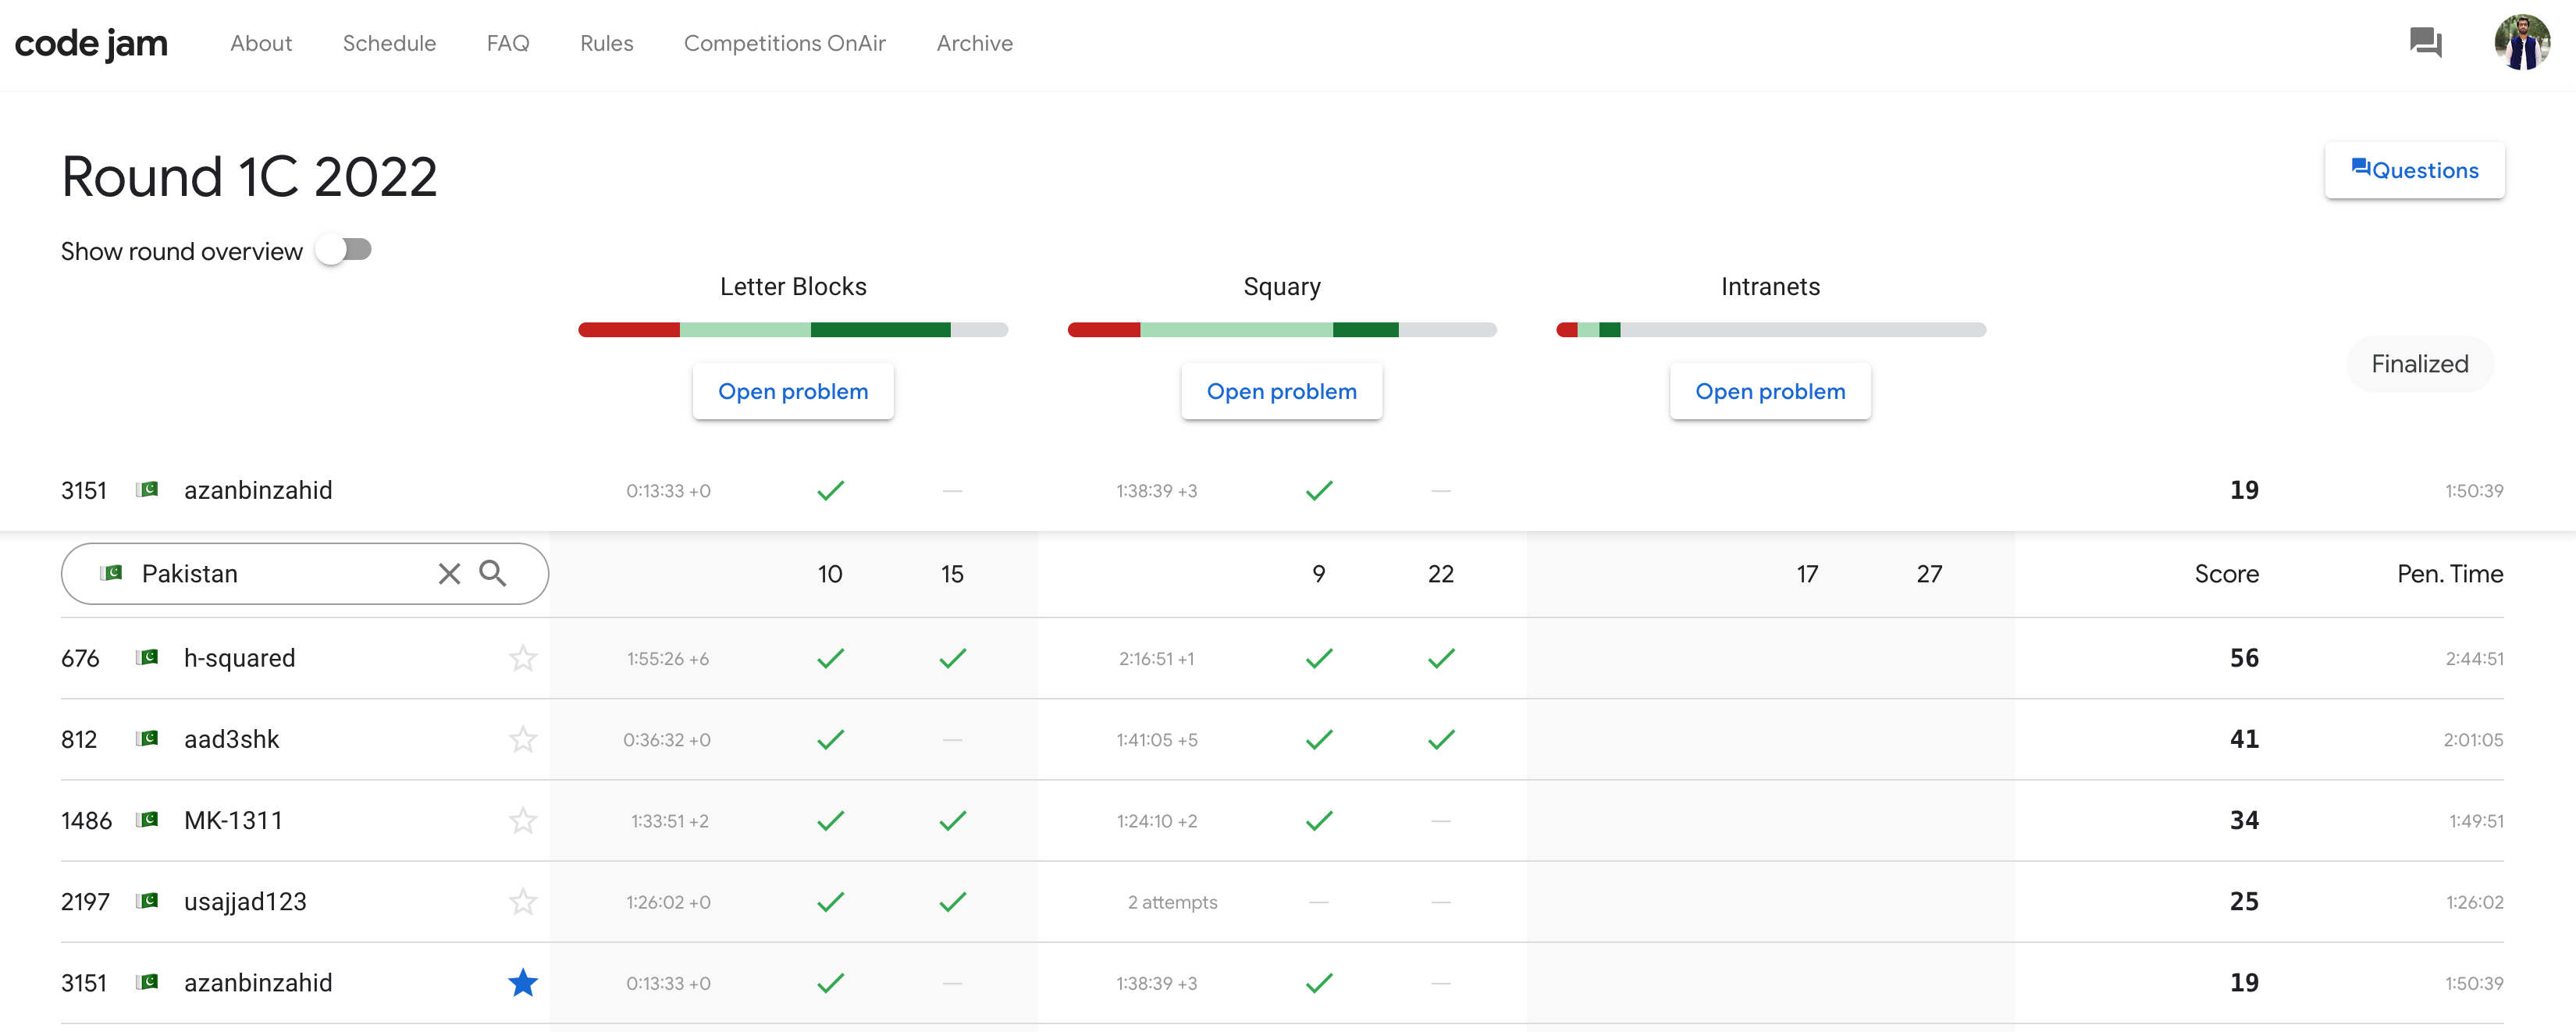 code jam About Schedule FAQ Rules Competitions OnAir Archive
Round 1C 2022
Questions
Show round overview
Letter Blocks Squary Intranets
Finalized
Open problem Open problem Open problem
3151 azanbinzahid 0:13:33 +0 — 1:38:39 +3 — 19 1:50:39
Pakistan 10 15 9 22 17 27 Score Pen. Time
676 h-squared 1:55:26 +6 2:16:51 +1 56 2:44:51
812 aad3shk 0:36:32 +0 — 1:41:05 +5 41 2:01:05
1486 MK-1311 1:33:51 +2 1:24:10 +2 — 34 1:49:51
2197 usajjad123 1:26:02 +0 2 attempts — — 25 1:26:02
3151 azanbinzahid 0:13:33 +0 — 1:38:39 +3 — 19 1:50:39